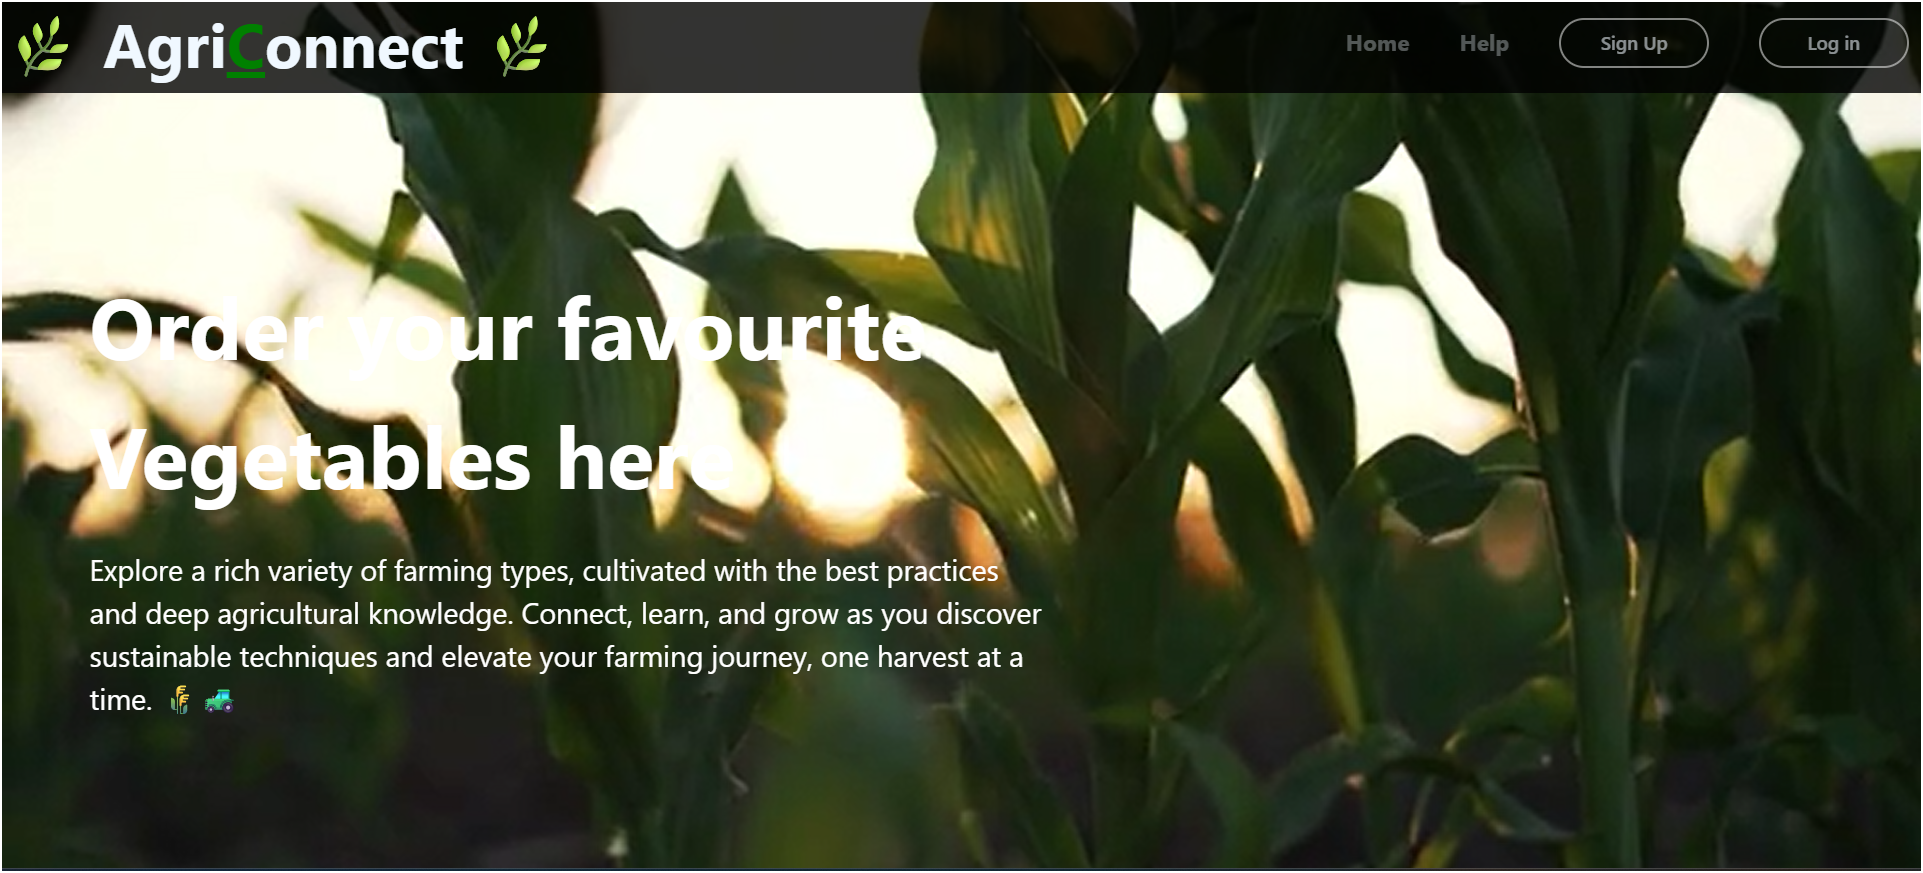 AgriConnect
Home
Help
Sign Up
Log in
Order your favourite
Vegetables here
Explore a rich variety of farming types, cultivated with the best practices
and deep agricultural knowledge. Connect, learn, and grow as you discover
sustainable techniques and elevate your farming journey, one harvest at a
time.